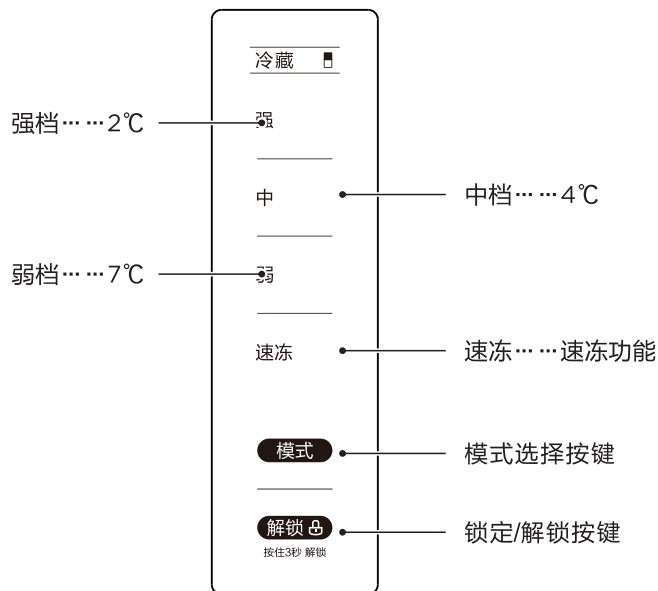 冷藏
强档……2℃
强
中
中档……4℃
弱档……7℃
弱
速冻
速冻……速冻功能
模式
模式选择按键
解锁
锁定/解锁按键
按住3秒 解锁